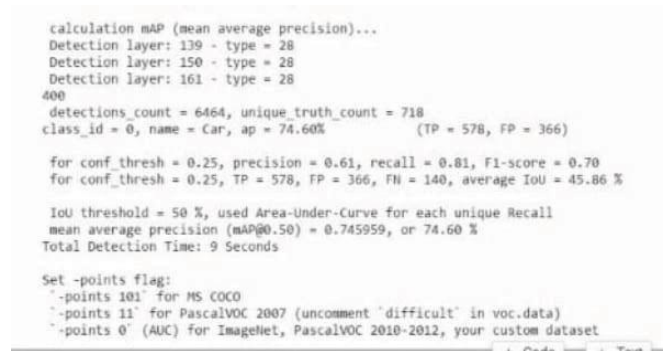 calculation mAP (mean average precision)...
Detection layer: 139 - type = 28
Detection layer: 150 - type = 28
Detection layer: 161 - type = 28
400
detections_count = 6464, unique_truth_count = 718
class_id = 0, name = Car, ap = 74.60% (TP = 578, FP = 366)
for conf_thresh = 0.25, precision = 0.61, recall = 0.81, F1-score = 0.70
for conf_thresh = 0.25, TP = 578, FP = 366, FN = 140, average IoU = 45.86 %
IoU threshold = 50 %, used Area-Under-Curve for each unique Recall
mean average precision (mAP@0.50) = 0.745959, or 74.60 %
Total Detection Time: 9 Seconds
Set -points flag:
`-points 101` for MS COCO
`-points 11` for PascalVOC 2007 (uncomment `difficult` in voc.data)
`-points 0` (AUC) for ImageNet, PascalVOC 2010-2012, your custom dataset